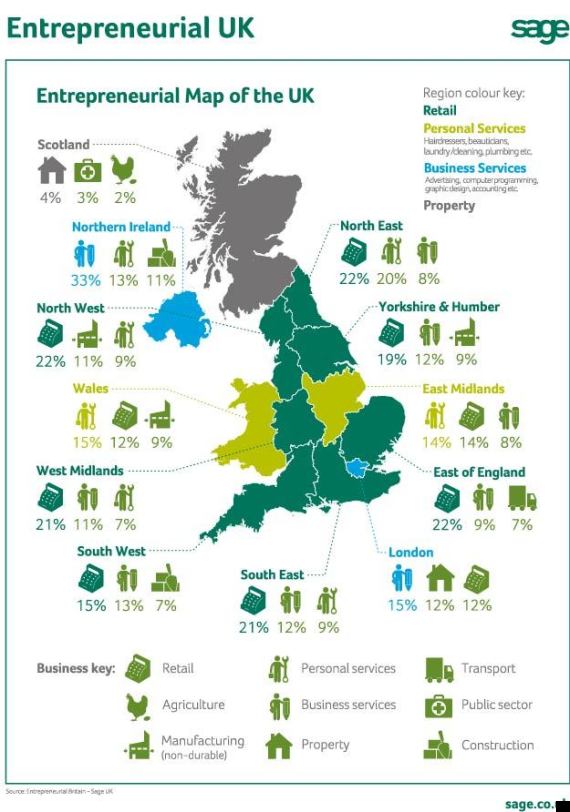 Entrepreneurial UK
sage
Entrepreneurial Map of the UK
Region colour key:
Retail
Personal Services
Hairdressers, beauticians,
laundry/cleaning, plumbing etc.
Business Services
Advertising, computer programming,
graphic design, accounting etc.
Property
Scotland
4% 3% 2%
Northern Ireland
33% 13% 11%
North East
22% 20% 8%
North West
22% 11% 9%
Yorkshire & Humber
19% 12% 9%
Wales
15% 12% 9%
East Midlands
14% 14% 8%
West Midlands
21% 11% 7%
East of England
22% 9% 7%
South West
15% 13% 7%
South East
21% 12% 9%
London
15% 12% 12%
Business key:
Retail
Personal services
Transport
Agriculture
Business services
Public sector
Manufacturing
(non-durable)
Property
Construction
Source: Entrepreneurial Britain - Sage UK
sage.co.